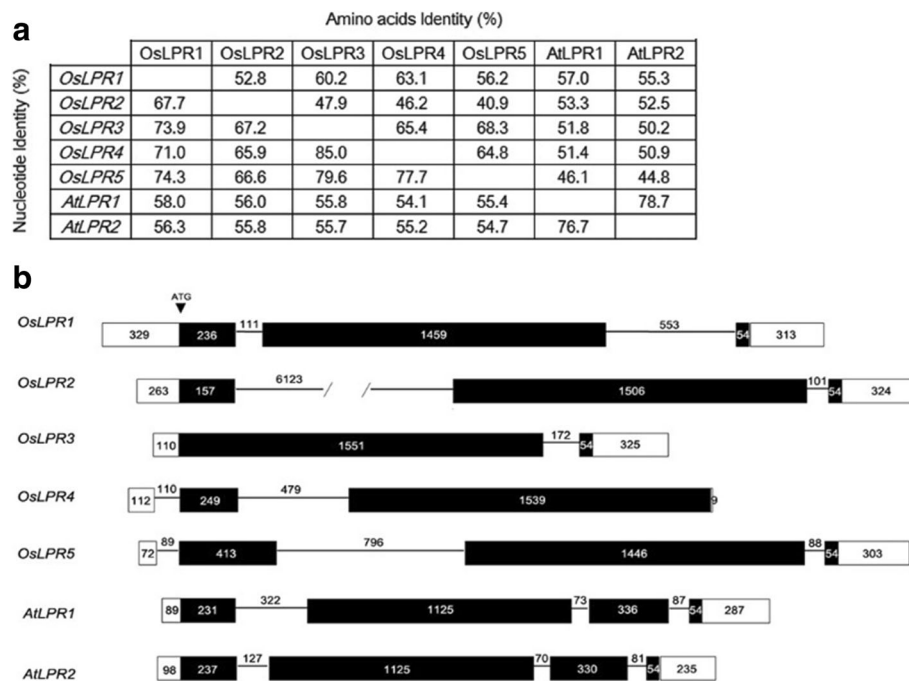 a
Amino acids Identity (%)
Nucleotide Identity (%)
OsLPR1 OsLPR2 OsLPR3 OsLPR4 OsLPR5 AtLPR1 AtLPR2
OsLPR1 52.8 60.2 63.1 56.2 57.0 55.3
OsLPR2 67.7 47.9 46.2 40.9 53.3 52.5
OsLPR3 73.9 67.2 65.4 68.3 51.8 50.2
OsLPR4 71.0 65.9 85.0 64.8 51.4 50.9
OsLPR5 74.3 66.6 79.6 77.7 46.1 44.8
AtLPR1 58.0 56.0 55.8 54.1 55.4 78.7
AtLPR2 56.3 55.8 55.7 55.2 54.7 76.7
b
ATG
OsLPR1 329 236 111 1459 553 54 313
OsLPR2 263 157 6123 1506 101 54 324
OsLPR3 110 1551 172 54 325
OsLPR4 112 110 249 479 1539 9
OsLPR5 72 89 413 796 1446 88 54 303
AtLPR1 89 231 322 1125 73 336 87 54 287
AtLPR2 98 237 127 1125 70 330 81 54 235